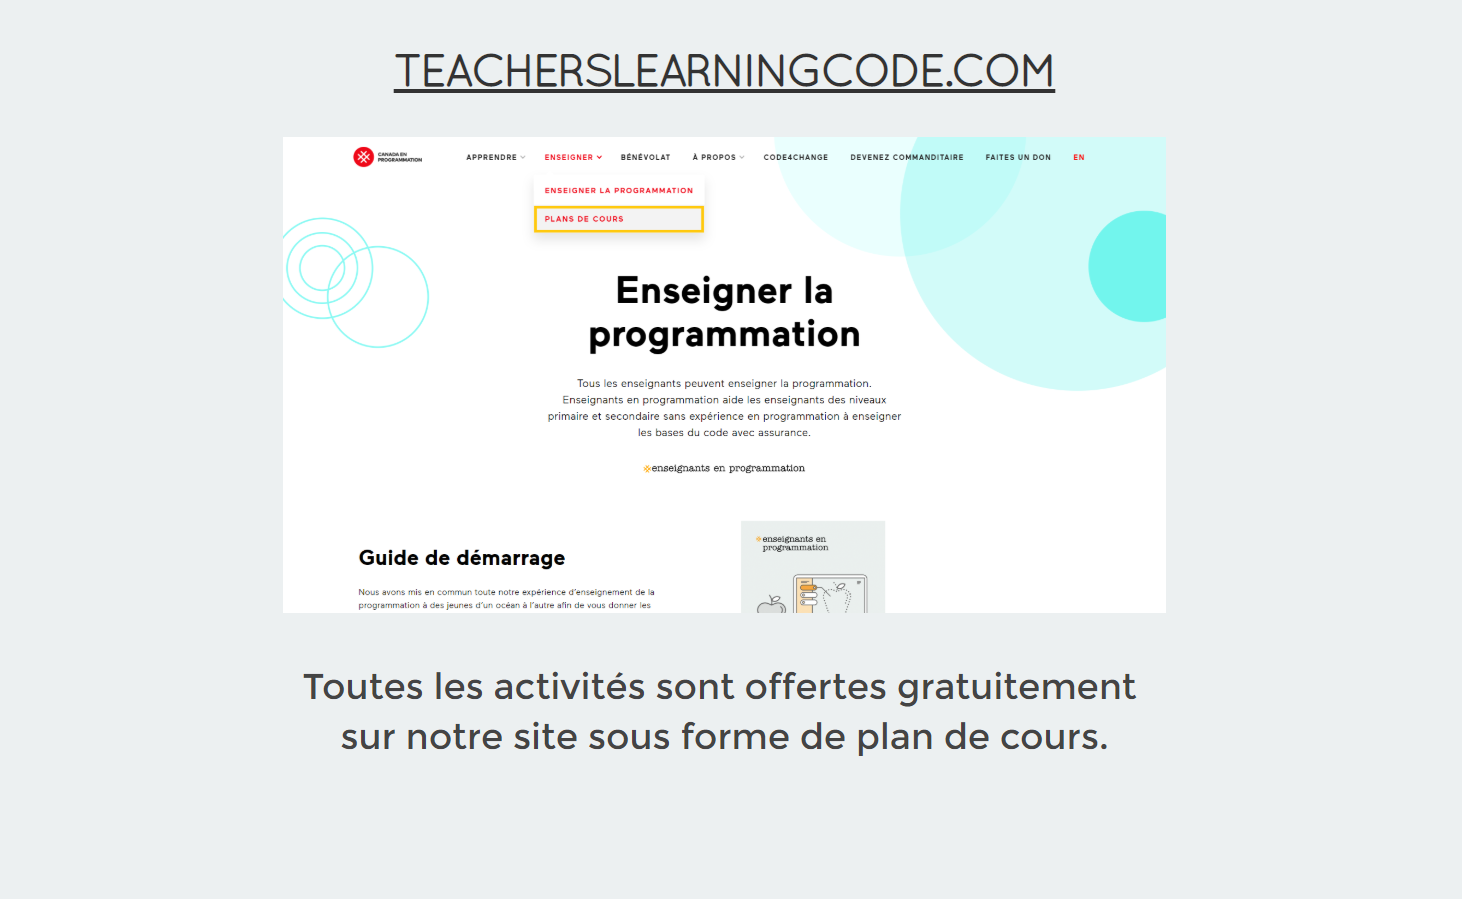 TEACHERSLEARNINGCODE.COM
CANADA EN
PROGRAMMATION
APPRENDRE ENSEIGNER BÉNÉVOLAT À PROPOS CODE4CHANGE DEVENEZ COMMANDITAIRE FAITES UN DON EN
ENSEIGNER LA PROGRAMMATION
PLANS DE COURS
Enseigner la
programmation
Tous les enseignants peuvent enseigner la programmation.
Enseignants en programmation aide les enseignants des niveaux
primaire et secondaire sans expérience en programmation à enseigner
les bases du code avec assurance.
enseignants en programmation
Guide de démarrage
Nous avons mis en commun toute notre expérience d'enseignement de la
programmation à des jeunes d'un océan à l'autre afin de vous donner les
enseignants en
programmation
Toutes les activités sont offertes gratuitement
sur notre site sous forme de plan de cours.